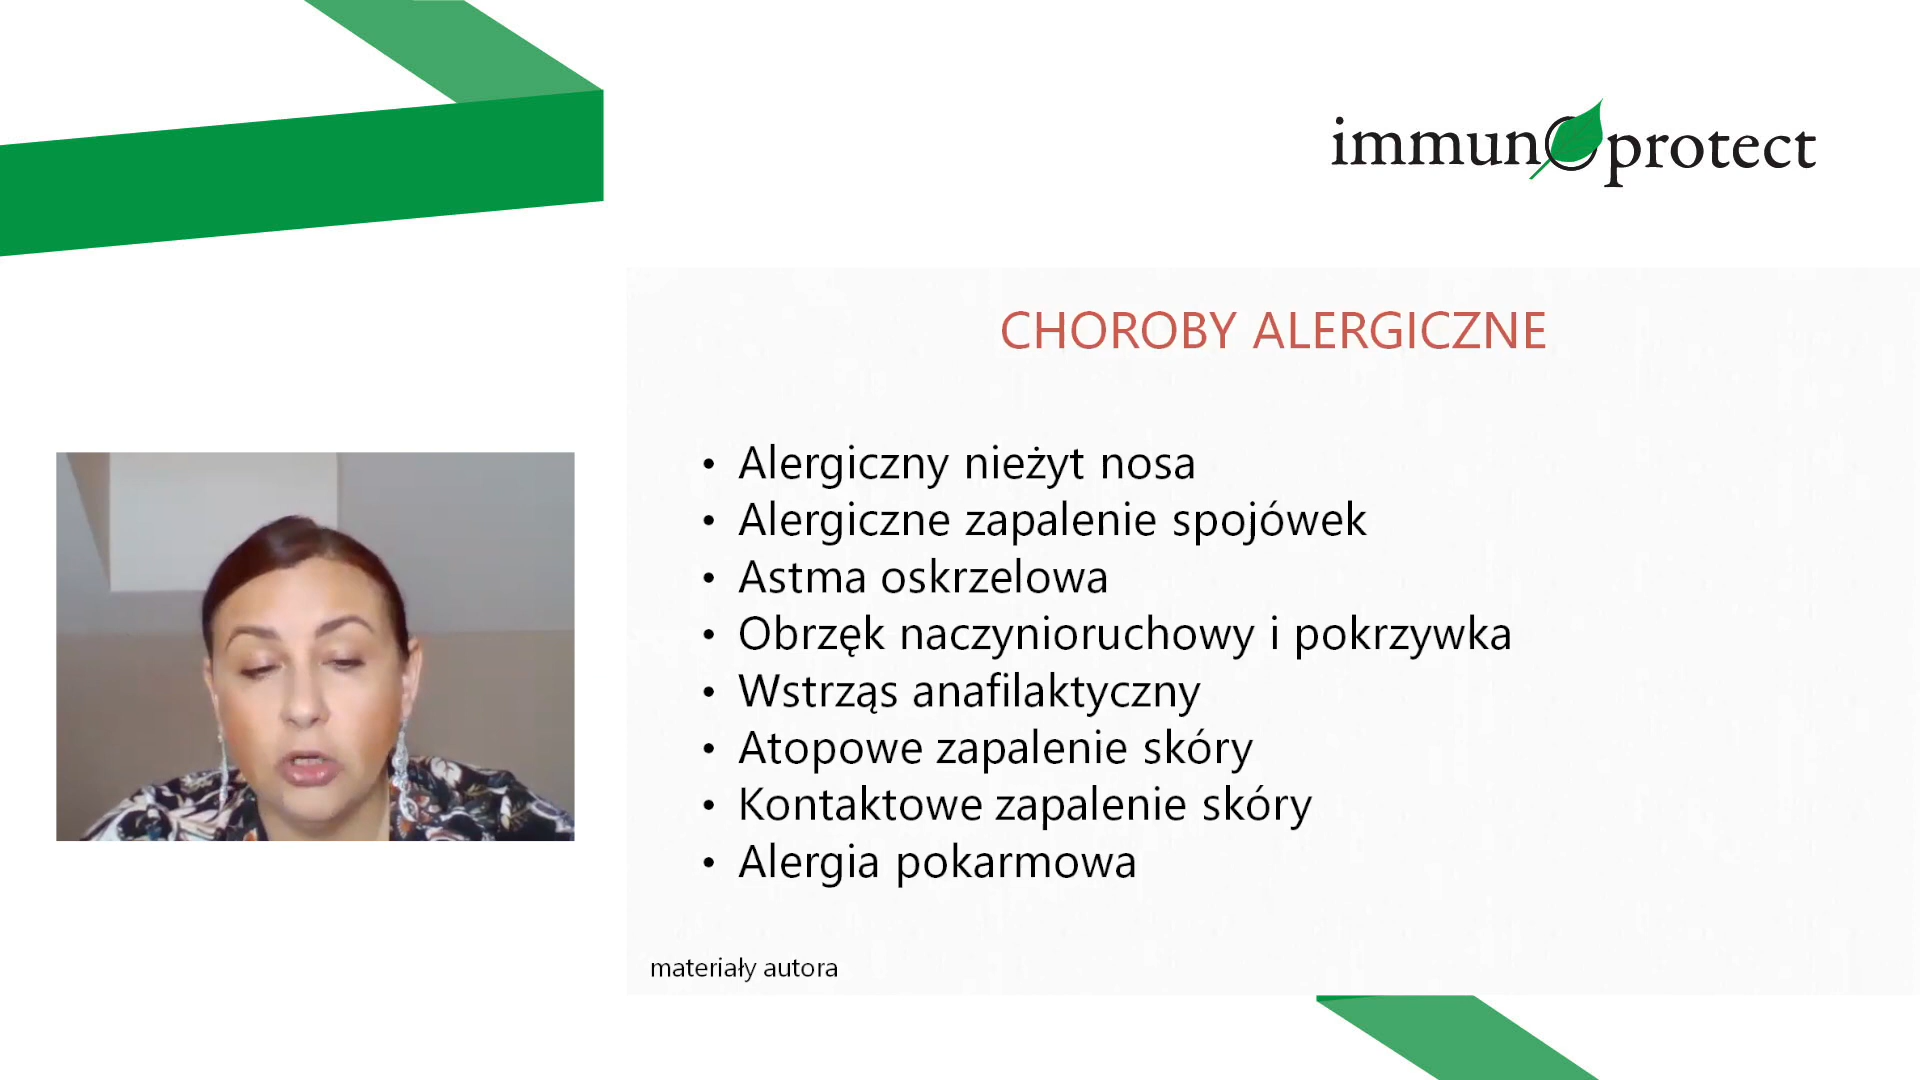 immunoprotect
CHOROBY ALERGICZNE
• Alergiczny nieżyt nosa
• Alergiczne zapalenie spojówek
• Astma oskrzelowa
• Obrzęk naczynioruchowy i pokrzywka
• Wstrząs anafilaktyczny
• Atopowe zapalenie skóry
• Kontaktowe zapalenie skóry
• Alergia pokarmowa
materiały autora